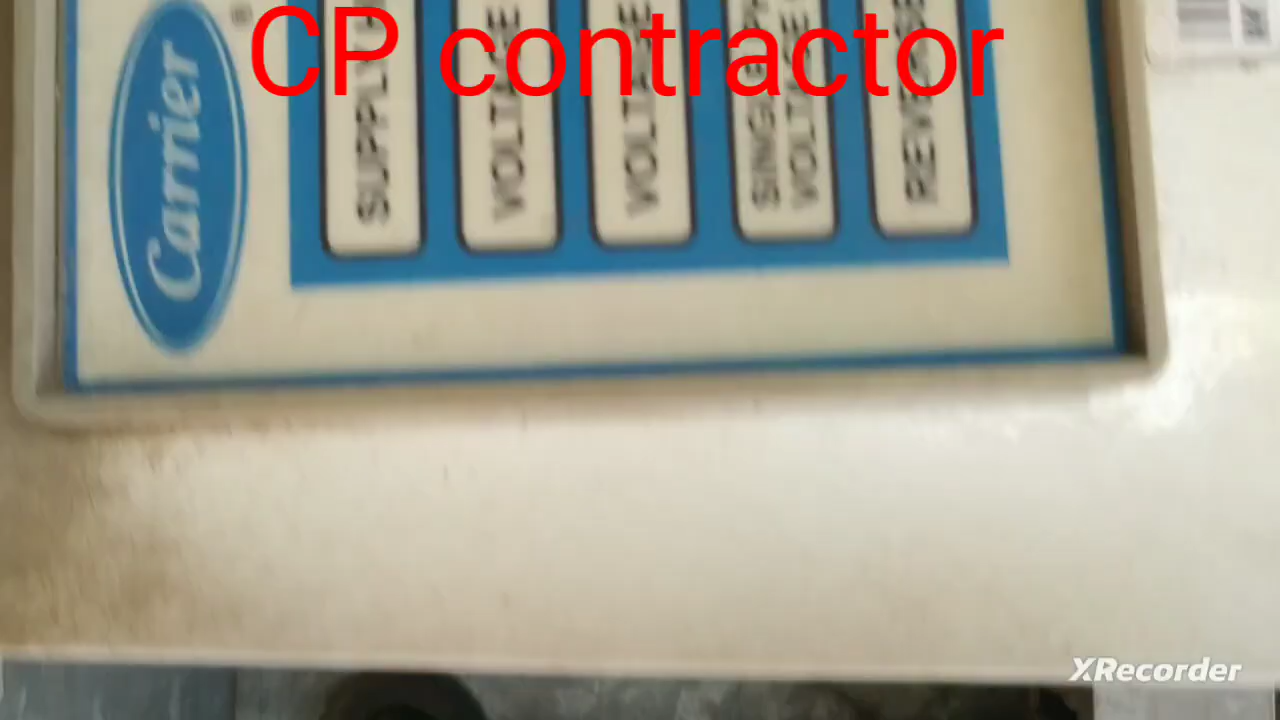 CP contractor
Carrier
®
SUPPLY
VOLTAGE
VOLTAGE
SINGLE
VOLTAGE
REVERSE
XRecorder